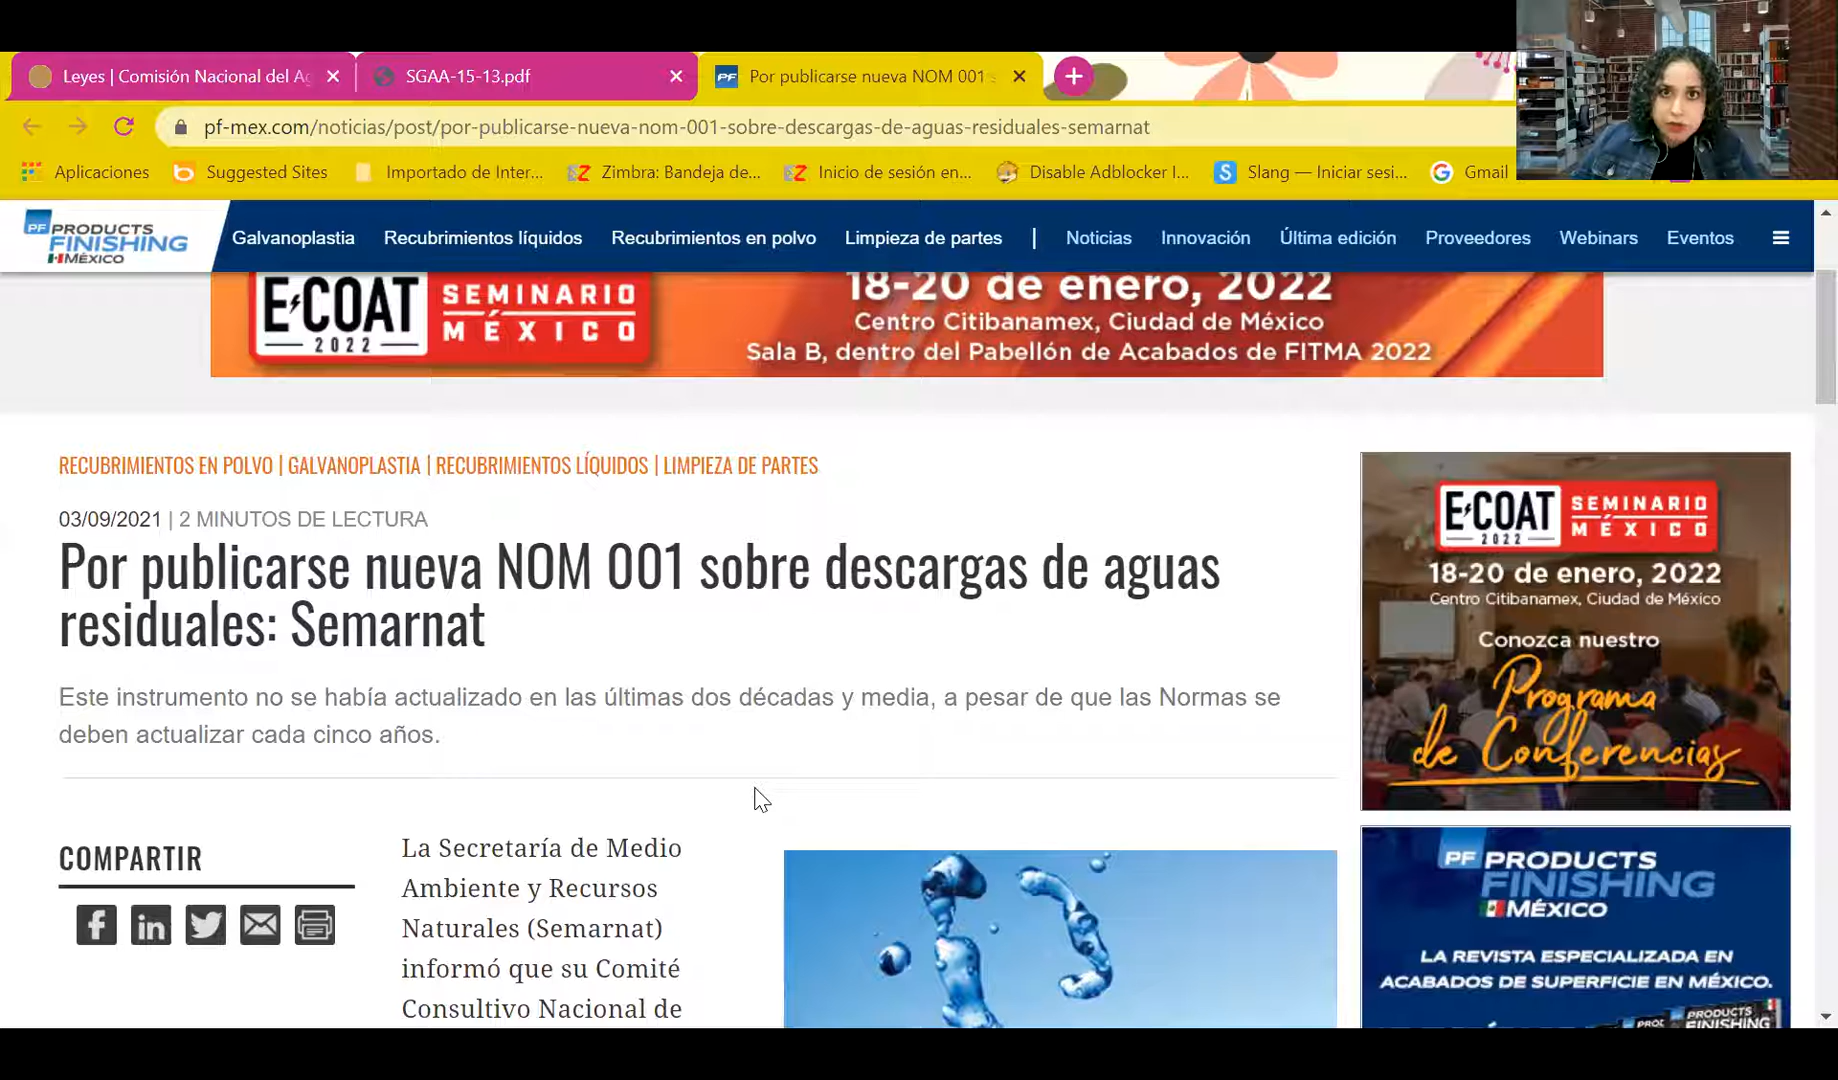 Leyes | Comisión Nacional del Ag
SGAA-15-13.pdf
PF Por publicarse nueva NOM 001 s
pf-mex.com/noticias/post/por-publicarse-nueva-nom-001-sobre-descargas-de-aguas-residuales-semarnat
Aplicaciones
Suggested Sites
Importado de Inter...
Zimbra: Bandeja de...
Inicio de sesión en...
Disable Adblocker I...
Slang — Iniciar sesi...
Gmail
PF PRODUCTS
FINISHING
MÉXICO
Galvanoplastia
Recubrimientos líquidos
Recubrimientos en polvo
Limpieza de partes
|
Noticias
Innovación
Última edición
Proveedores
Webinars
Eventos
E-COAT
2022
SEMINARIO
MÉXICO
18-20 de enero, 2022
Centro Citibanamex, Ciudad de México
Sala B, dentro del Pabellón de Acabados de FITMA 2022
RECUBRIMIENTOS EN POLVO | GALVANOPLASTIA | RECUBRIMIENTOS LÍQUIDOS | LIMPIEZA DE PARTES
03/09/2021 | 2 MINUTOS DE LECTURA
Por publicarse nueva NOM 001 sobre descargas de aguas
residuales: Semarnat
Este instrumento no se había actualizado en las últimas dos décadas y media, a pesar de que las Normas se
deben actualizar cada cinco años.
COMPARTIR
La Secretaría de Medio
Ambiente y Recursos
Naturales (Semarnat)
informó que su Comité
Consultivo Nacional de
E-COAT
2022
SEMINARIO
MÉXICO
18-20 de enero, 2022
Centro Citibanamex, Ciudad de México
Conozca nuestro
Programa
de Conferencias
PF PRODUCTS
FINISHING
MÉXICO
LA REVISTA ESPECIALIZADA EN
ACABADOS DE SUPERFICIE EN MÉXICO.
PRODUCTS
FINISHING